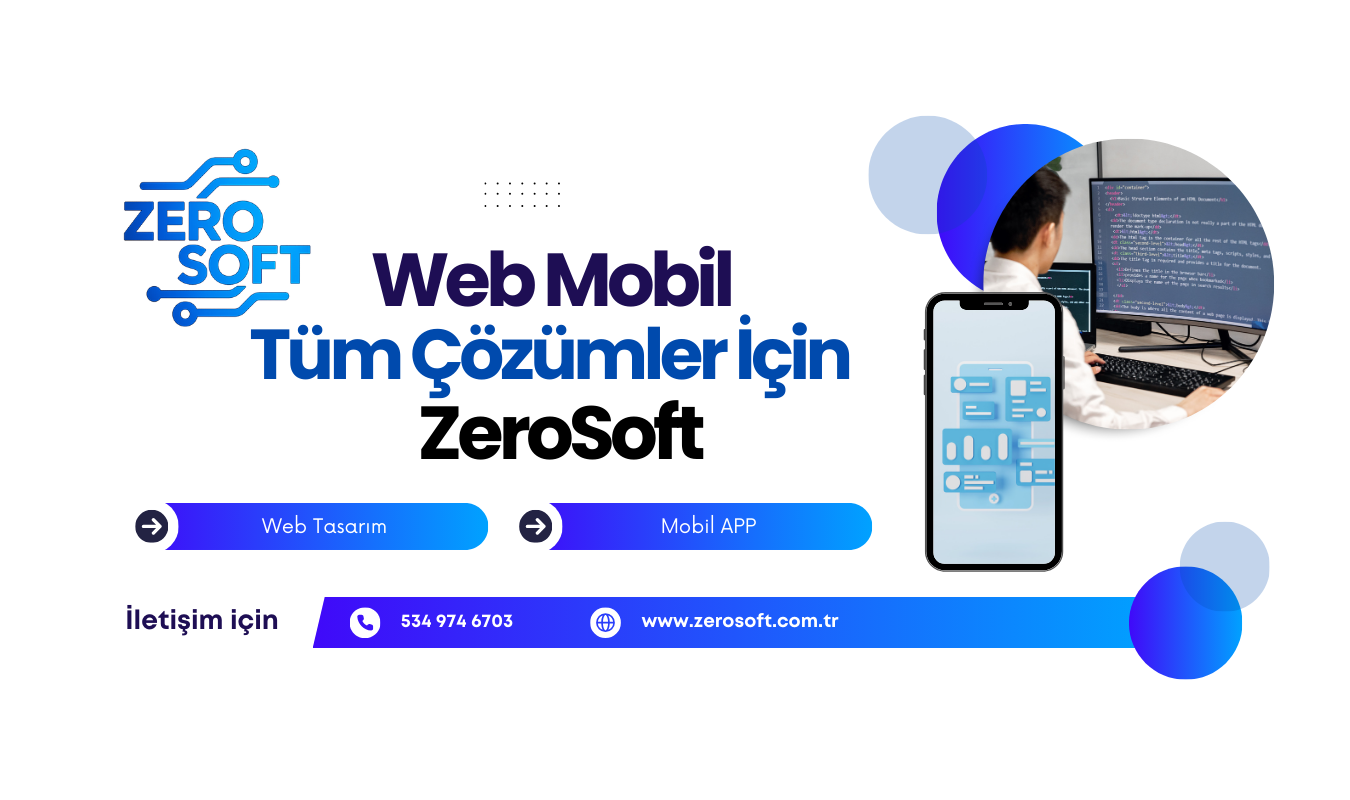 ZERO
SOFT
Web Mobil
Tüm Çözümler İçin
ZeroSoft
Web Tasarım
Mobil APP
İletişim için
534 974 6703
www.zerosoft.com.tr